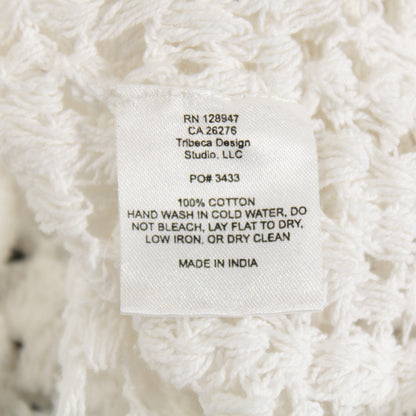 RN 128947
CA 26276
Tribeca Design
Studio, LLC
PO# 3433
100% COTTON
HAND WASH IN COLD WATER, DO
NOT BLEACH, LAY FLAT TO DRY,
LOW IRON, OR DRY CLEAN
MADE IN INDIA